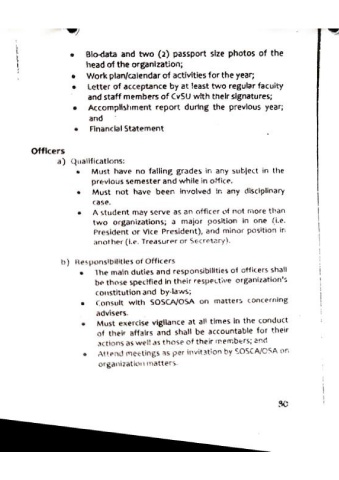 • Bio-data and two (2) passport size photos of the
head of the organization;
• Work plan/calendar of activities for the year;
• Letter of acceptance by at least two regular faculty
and staff members of CvSU with their signatures;
• Accomplishment report during the previous year;
and
• Financial Statement
Officers
a) Qualifications:
• Must have no failing grades in any subject in the
previous semester and while in office.
• Must not have been involved in any disciplinary
case.
• A student may serve as an officer of not more than
two organizations; a major position in one (i.e.
President or Vice President), and minor position in
another (i.e. Treasurer or Secretary).
b) Responsibilities of Officers
• The main duties and responsibilities of officers shall
be those specified in their respective organization's
constitution and by-laws;
• Consult with SOSCA/OSA on matters concerning
advisers.
• Must exercise vigilance at all times in the conduct
of their affairs and shall be accountable for their
actions as well as those of their members; and
• Attend meetings as per invitation by SOSCA/OSA on
organization matters.